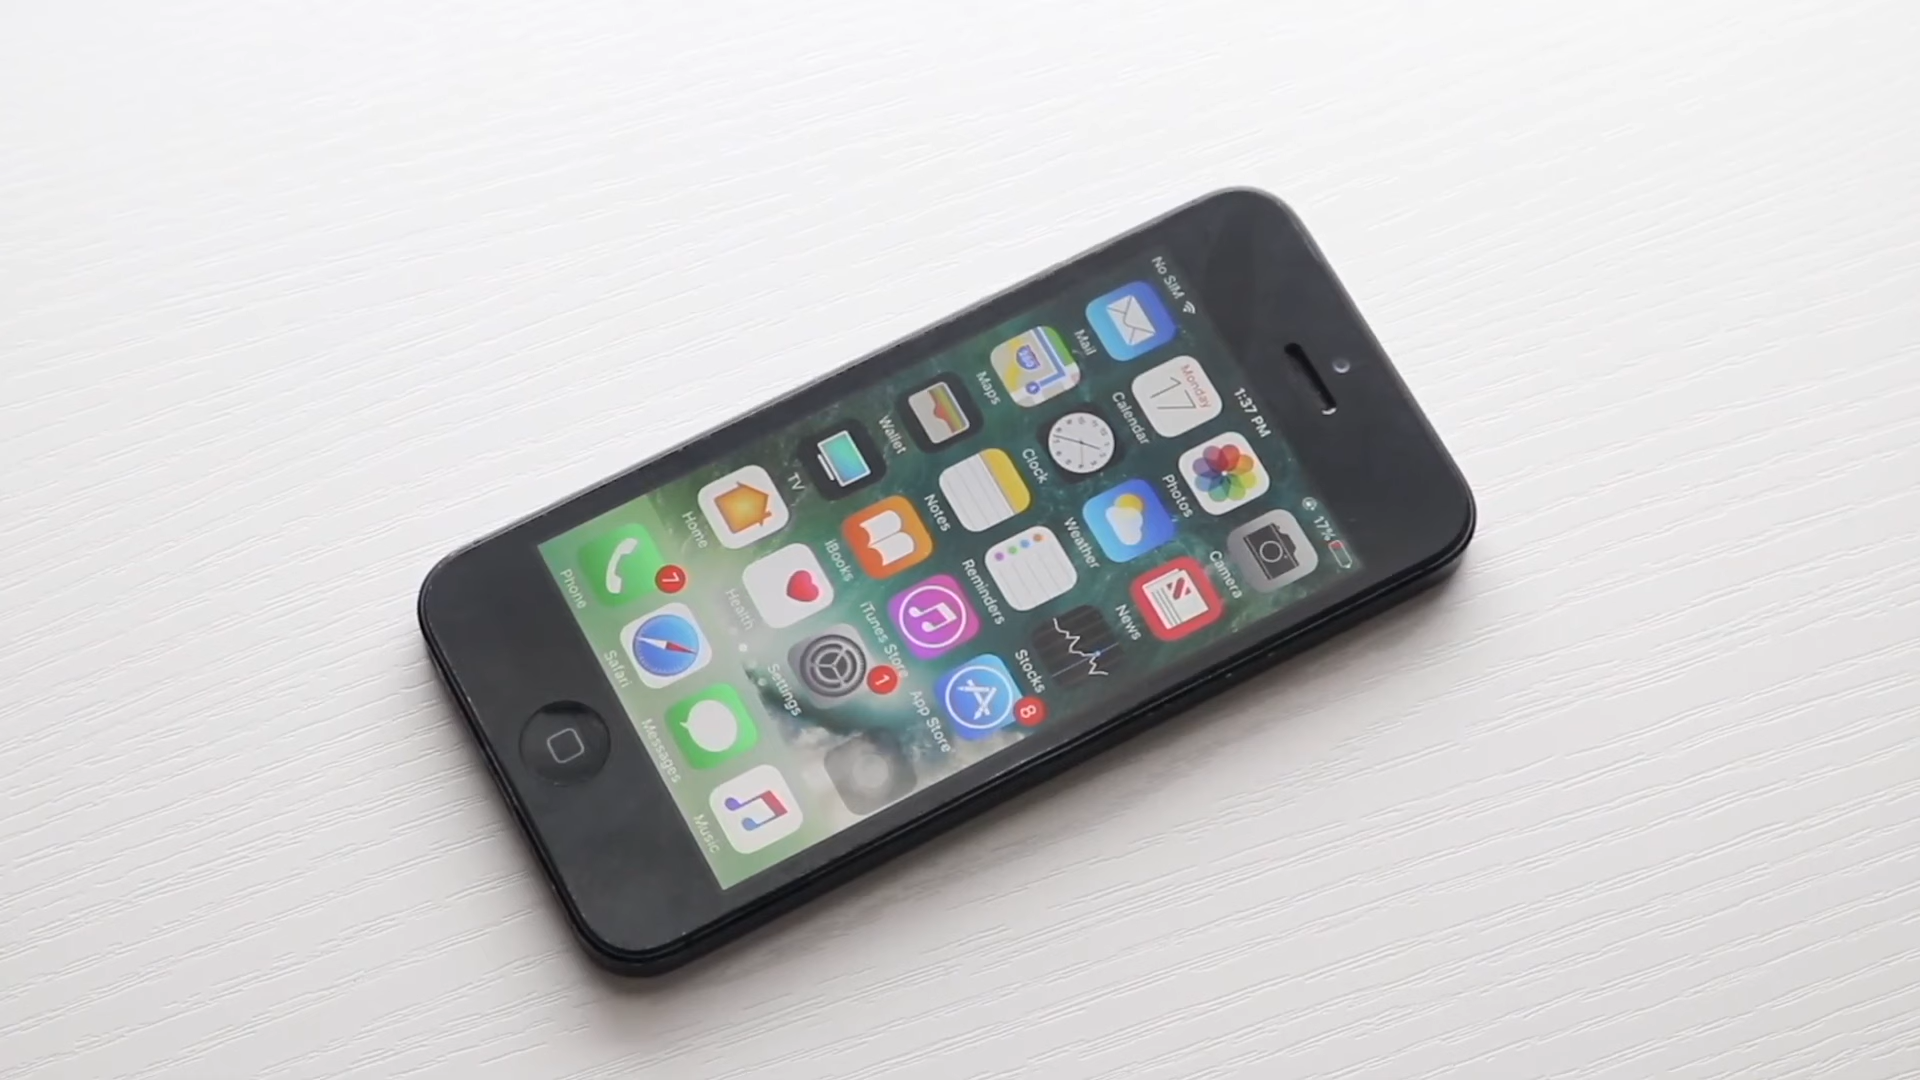 No SIM 1:37 PM 17%
Monday
17
Mail Calendar Photos Camera
Maps Clock Weather News
Wallet Notes Reminders Stocks
TV iBooks iTunes Store App Store
8
Home Health Settings
1
7
Phone Safari Messages Music